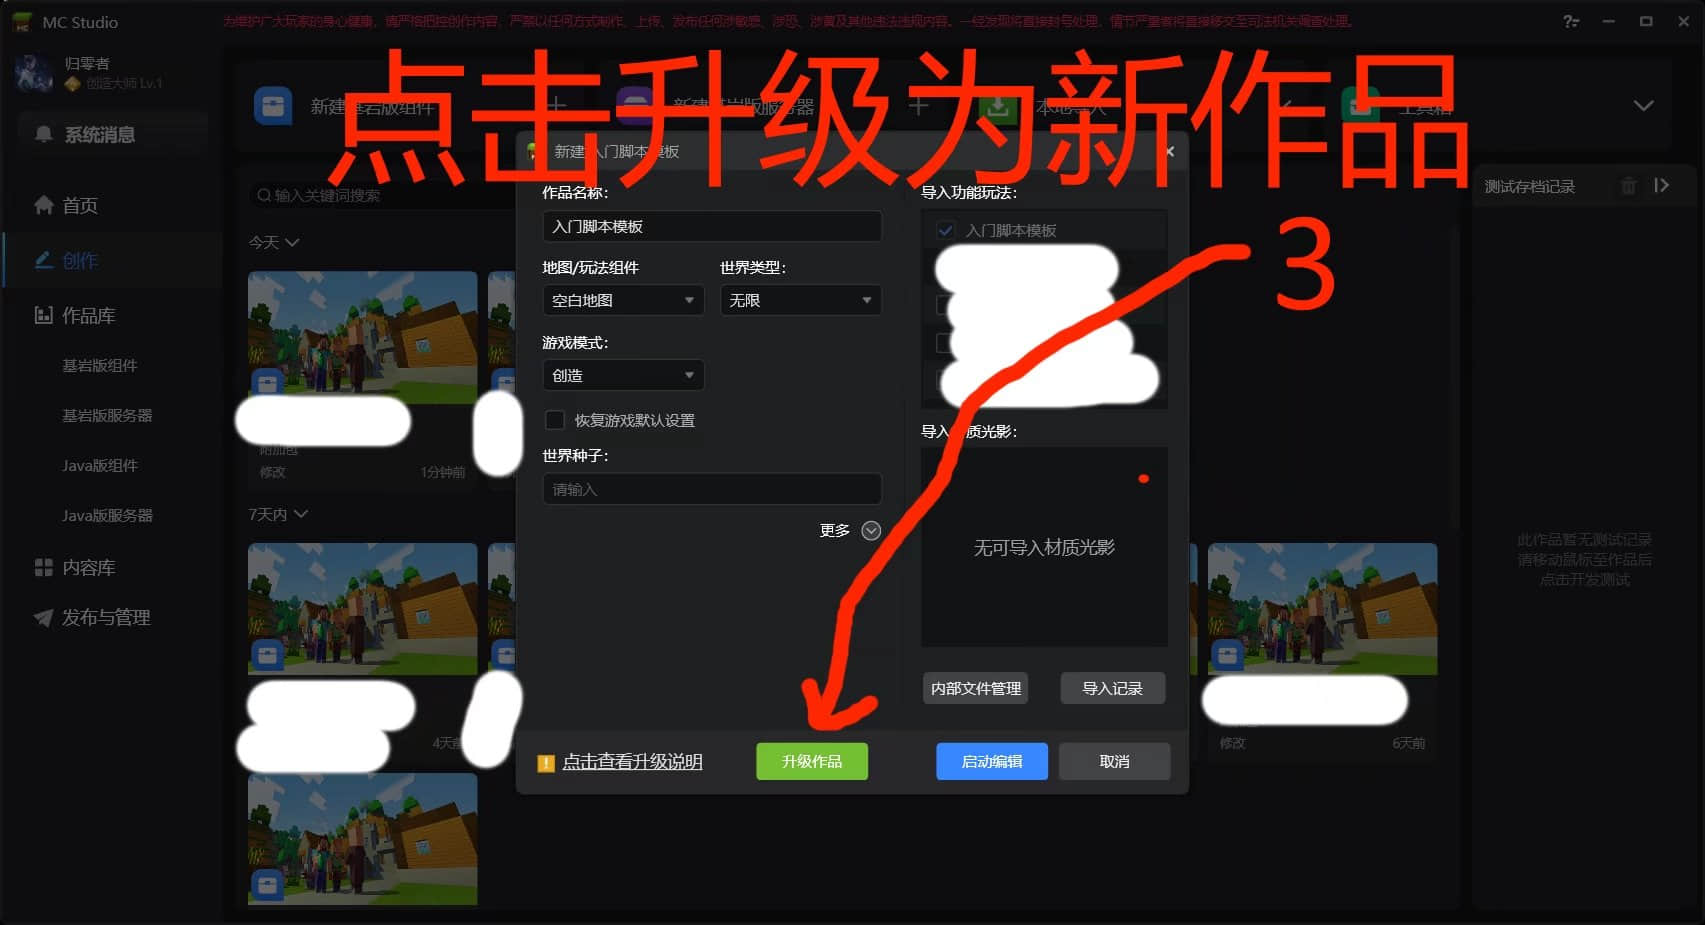 MC Studio
为维护广大玩家的身心健康，请严格把控创作内容，严禁以任何方式制作、上传、发布任何涉敏感、涉恐、涉黄及其他违法违规内容。一经发现将直接封号处理，情节严重者将直接移交至司法机关调查处理。
归零者
创造大师 Lv.1
系统消息
首页
创作
作品库
基岩版组件
基岩版服务器
Java版组件
Java版服务器
内容库
发布与管理
点击升级为新作品
3
新建基岩版组件
新建基岩版服务器
本地导入
工具箱
输入关键词搜索
今天
附加包
修改
1分钟前
7天内
4天前
修改
6天前
测试存档记录
此作品暂无测试记录
请移动鼠标至作品后
点击开发测试
新建 入门脚本模板
作品名称:
入门脚本模板
地图/玩法组件
世界类型:
空白地图
无限
游戏模式:
创造
恢复游戏默认设置
世界种子:
请输入
更多
导入功能玩法:
入门脚本模板
导入材质光影:
无可导入材质光影
内部文件管理
导入记录
点击查看升级说明
升级作品
启动编辑
取消